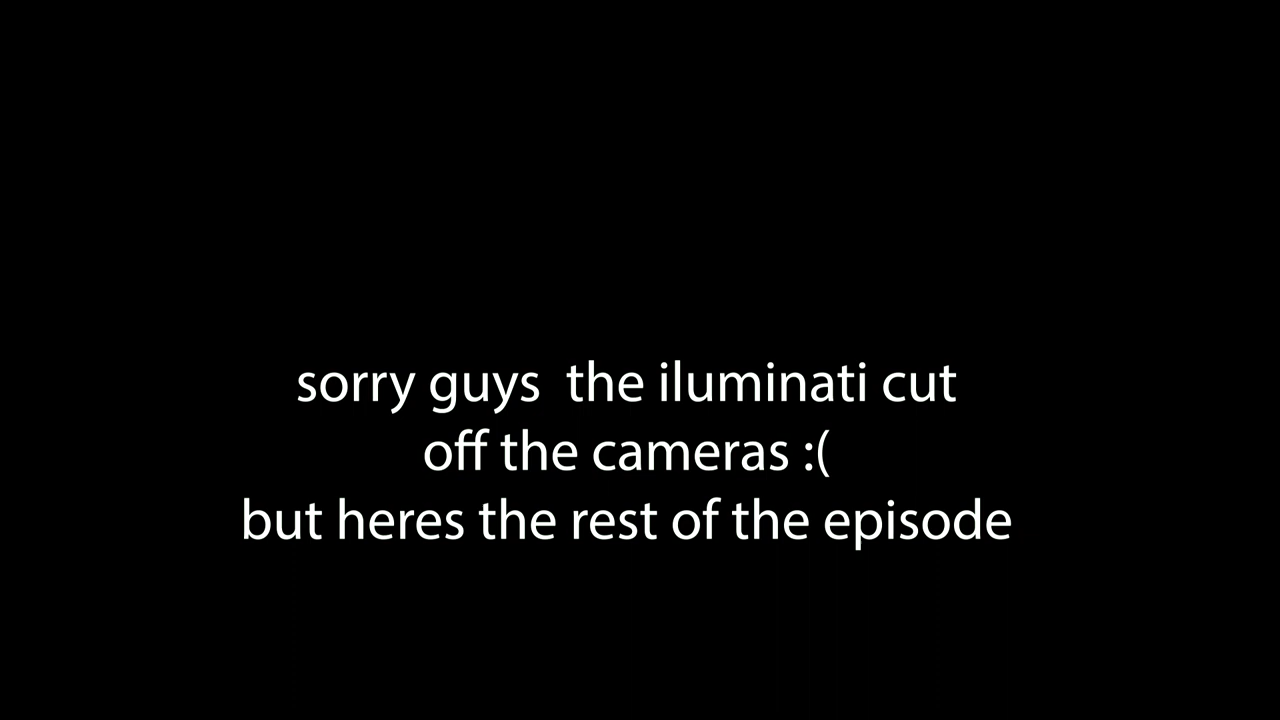 sorry guys  the iluminati cut
off the cameras :(
but heres the rest of the episode